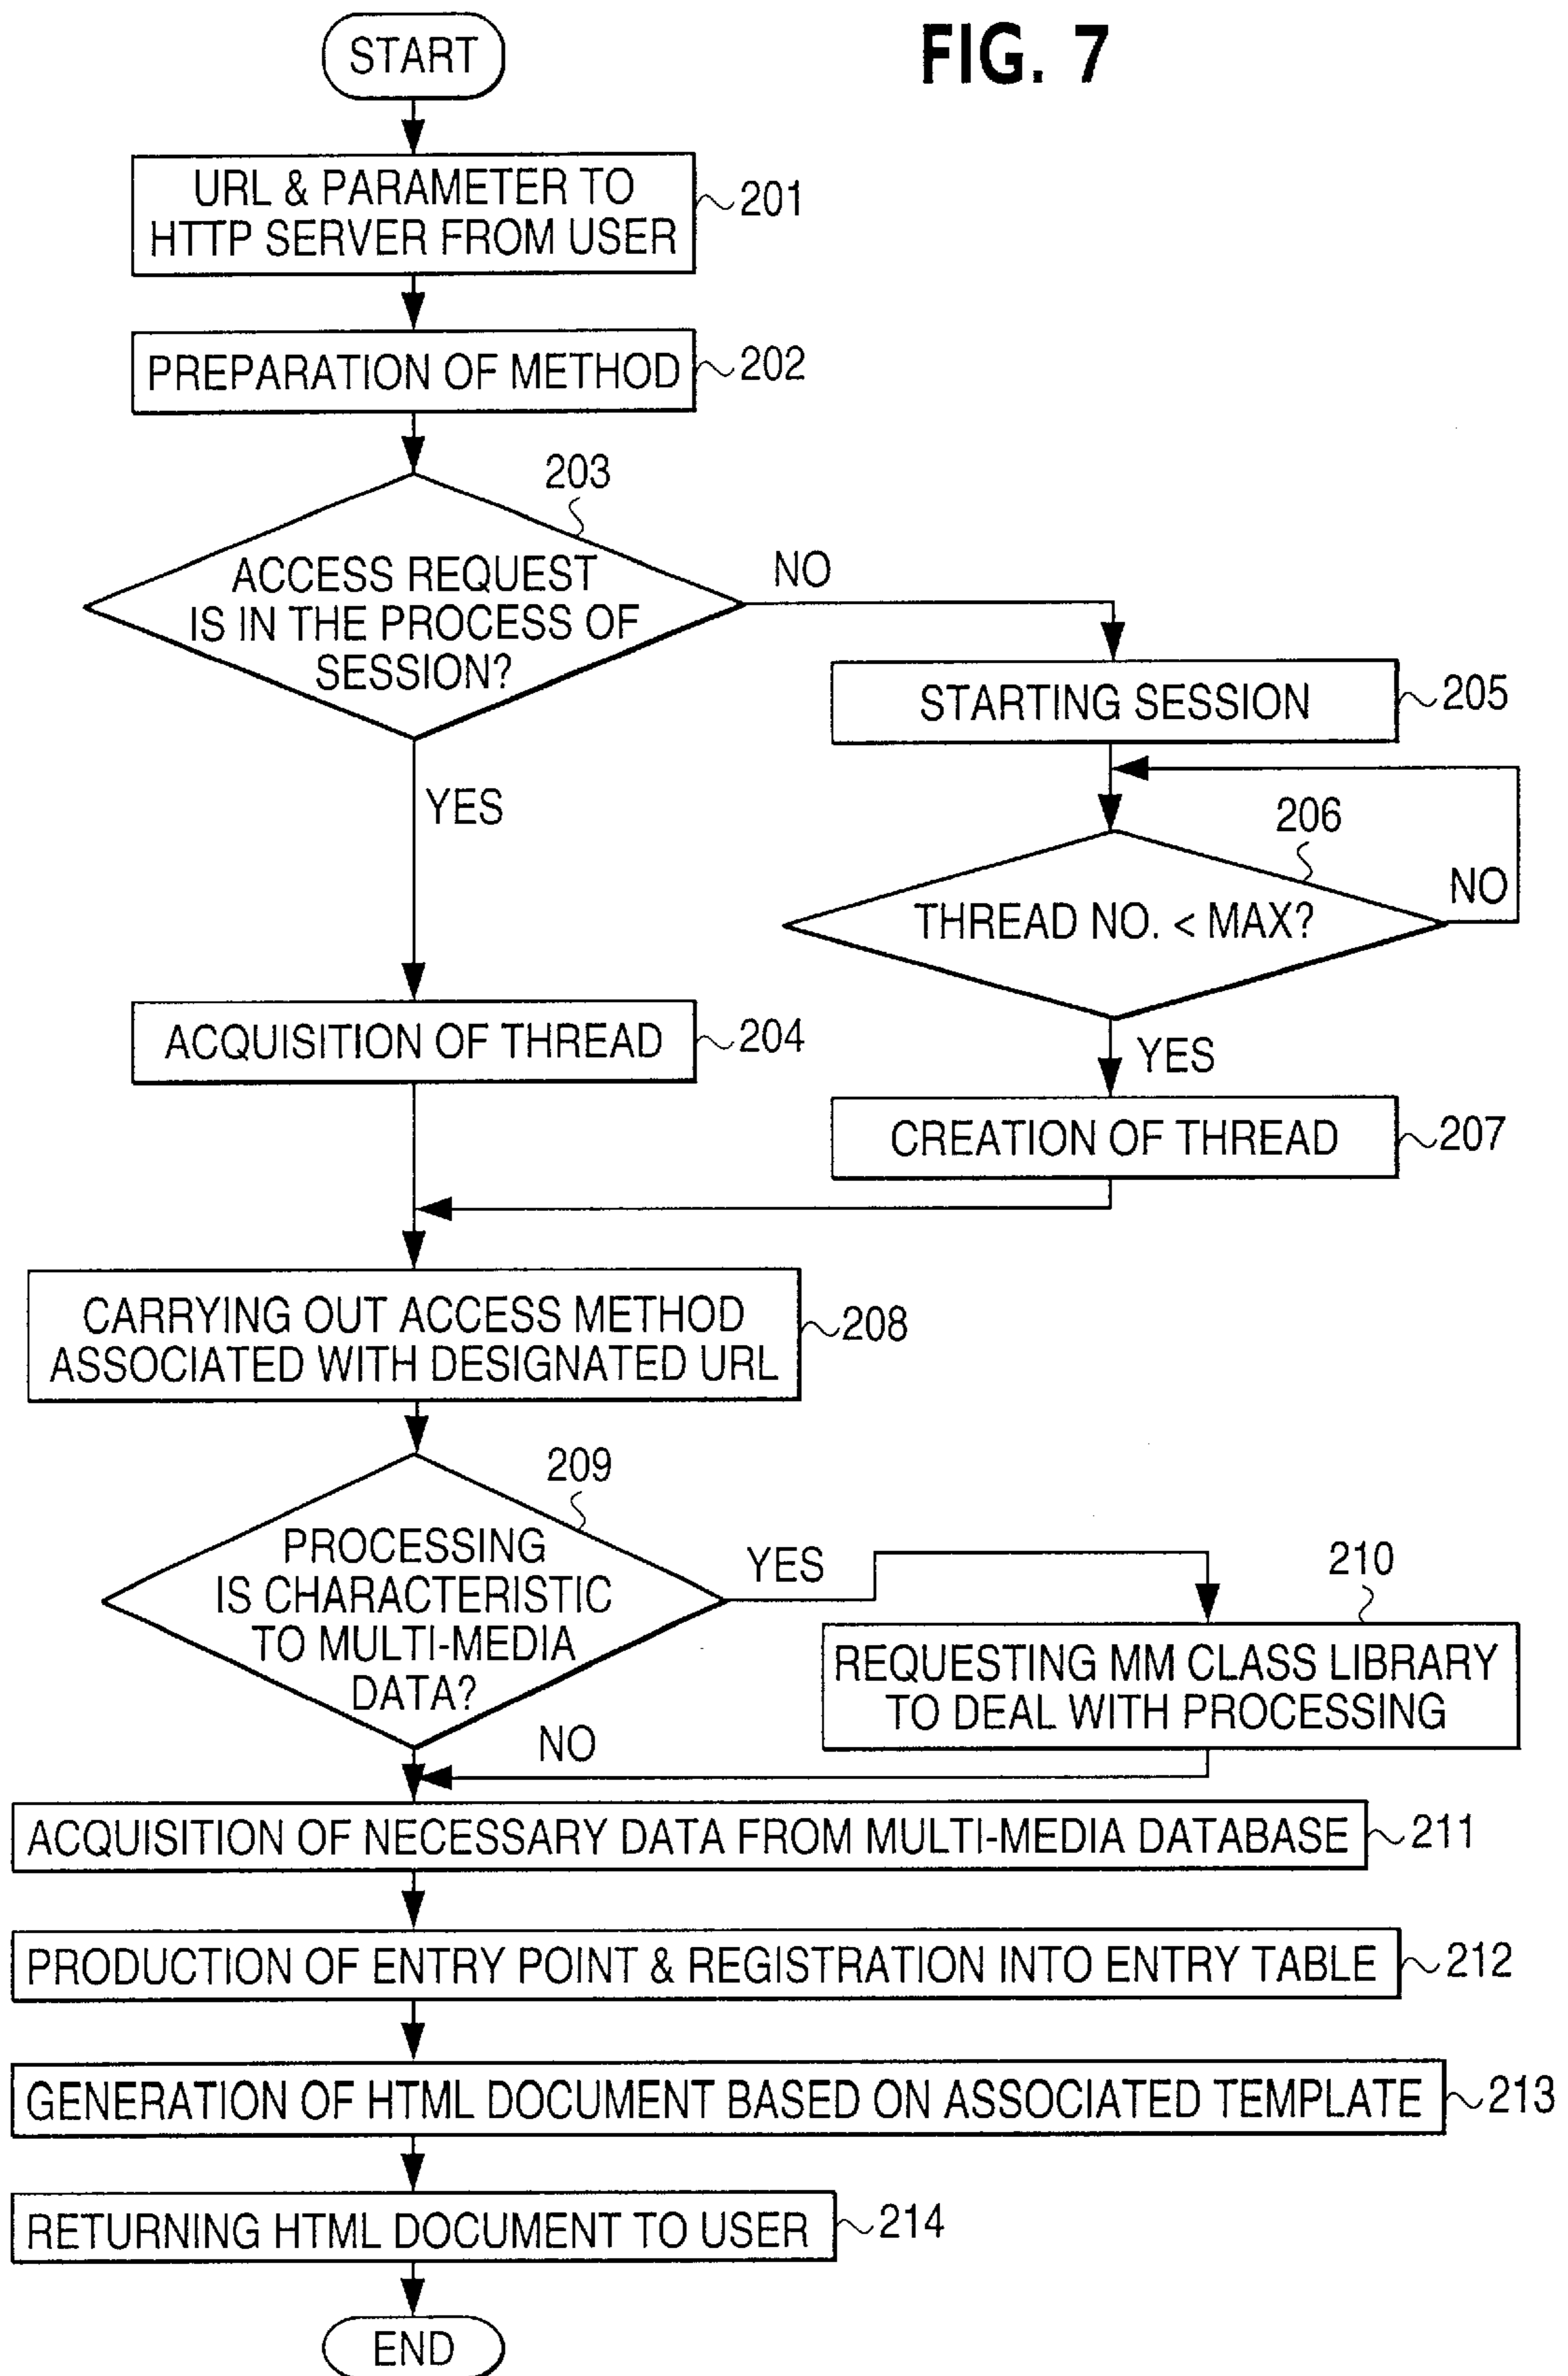 START
FIG. 7
URL & PARAMETER TO
HTTP SERVER FROM USER
201
PREPARATION OF METHOD
202
203
ACCESS REQUEST
IS IN THE PROCESS OF
SESSION?
NO
STARTING SESSION
205
YES
206
THREAD NO. < MAX?
NO
ACQUISITION OF THREAD
204
YES
CREATION OF THREAD
207
CARRYING OUT ACCESS METHOD
ASSOCIATED WITH DESIGNATED URL
208
209
PROCESSING
IS CHARACTERISTIC
TO MULTI-MEDIA
DATA?
YES
210
REQUESTING MM CLASS LIBRARY
TO DEAL WITH PROCESSING
NO
ACQUISITION OF NECESSARY DATA FROM MULTI-MEDIA DATABASE
211
PRODUCTION OF ENTRY POINT & REGISTRATION INTO ENTRY TABLE
212
GENERATION OF HTML DOCUMENT BASED ON ASSOCIATED TEMPLATE
213
RETURNING HTML DOCUMENT TO USER
214
END